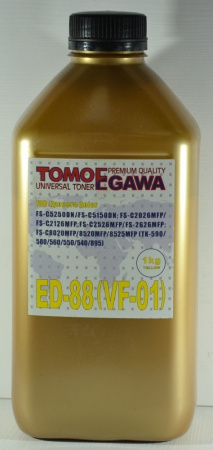 TOMOEGAWA
PREMIUM QUALITY
UNIVERSAL TONER
FS-C5250DN/FS-C5150DN; FS-C2026MFP/
FS-C2126MFP; FS-C2526MFP; FS-2626MFP;
FS-C8020MFP/8520MFP/8525MFP (TK-590/
580/560/550/540/895)
1kg
YELLOW
ED-88(VF-01)